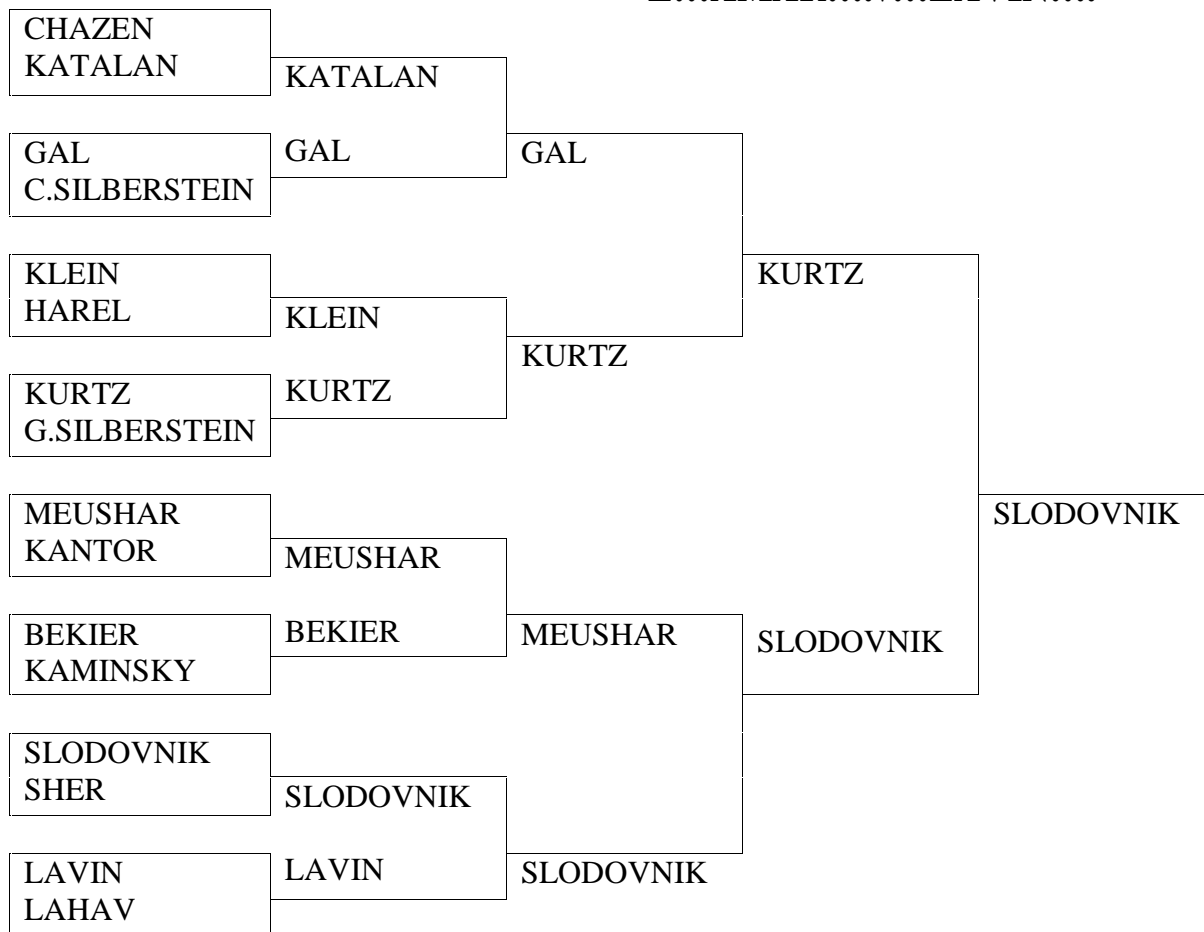 CHAZEN
KATALAN
KATALAN
GAL
C.SILBERSTEIN
GAL
GAL
KLEIN
HAREL
KLEIN
KURTZ
G.SILBERSTEIN
KURTZ
KURTZ
KURTZ
MEUSHAR
KANTOR
MEUSHAR
BEKIER
KAMINSKY
BEKIER
MEUSHAR
SLODOVNIK
SHER
SLODOVNIK
LAVIN
LAHAV
LAVIN
SLODOVNIK
SLODOVNIK
SLODOVNIK